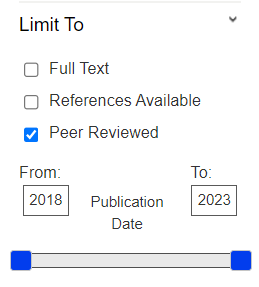 Limit To
Full Text
References Available
Peer Reviewed
From: To:
2018 Publication Date 2023